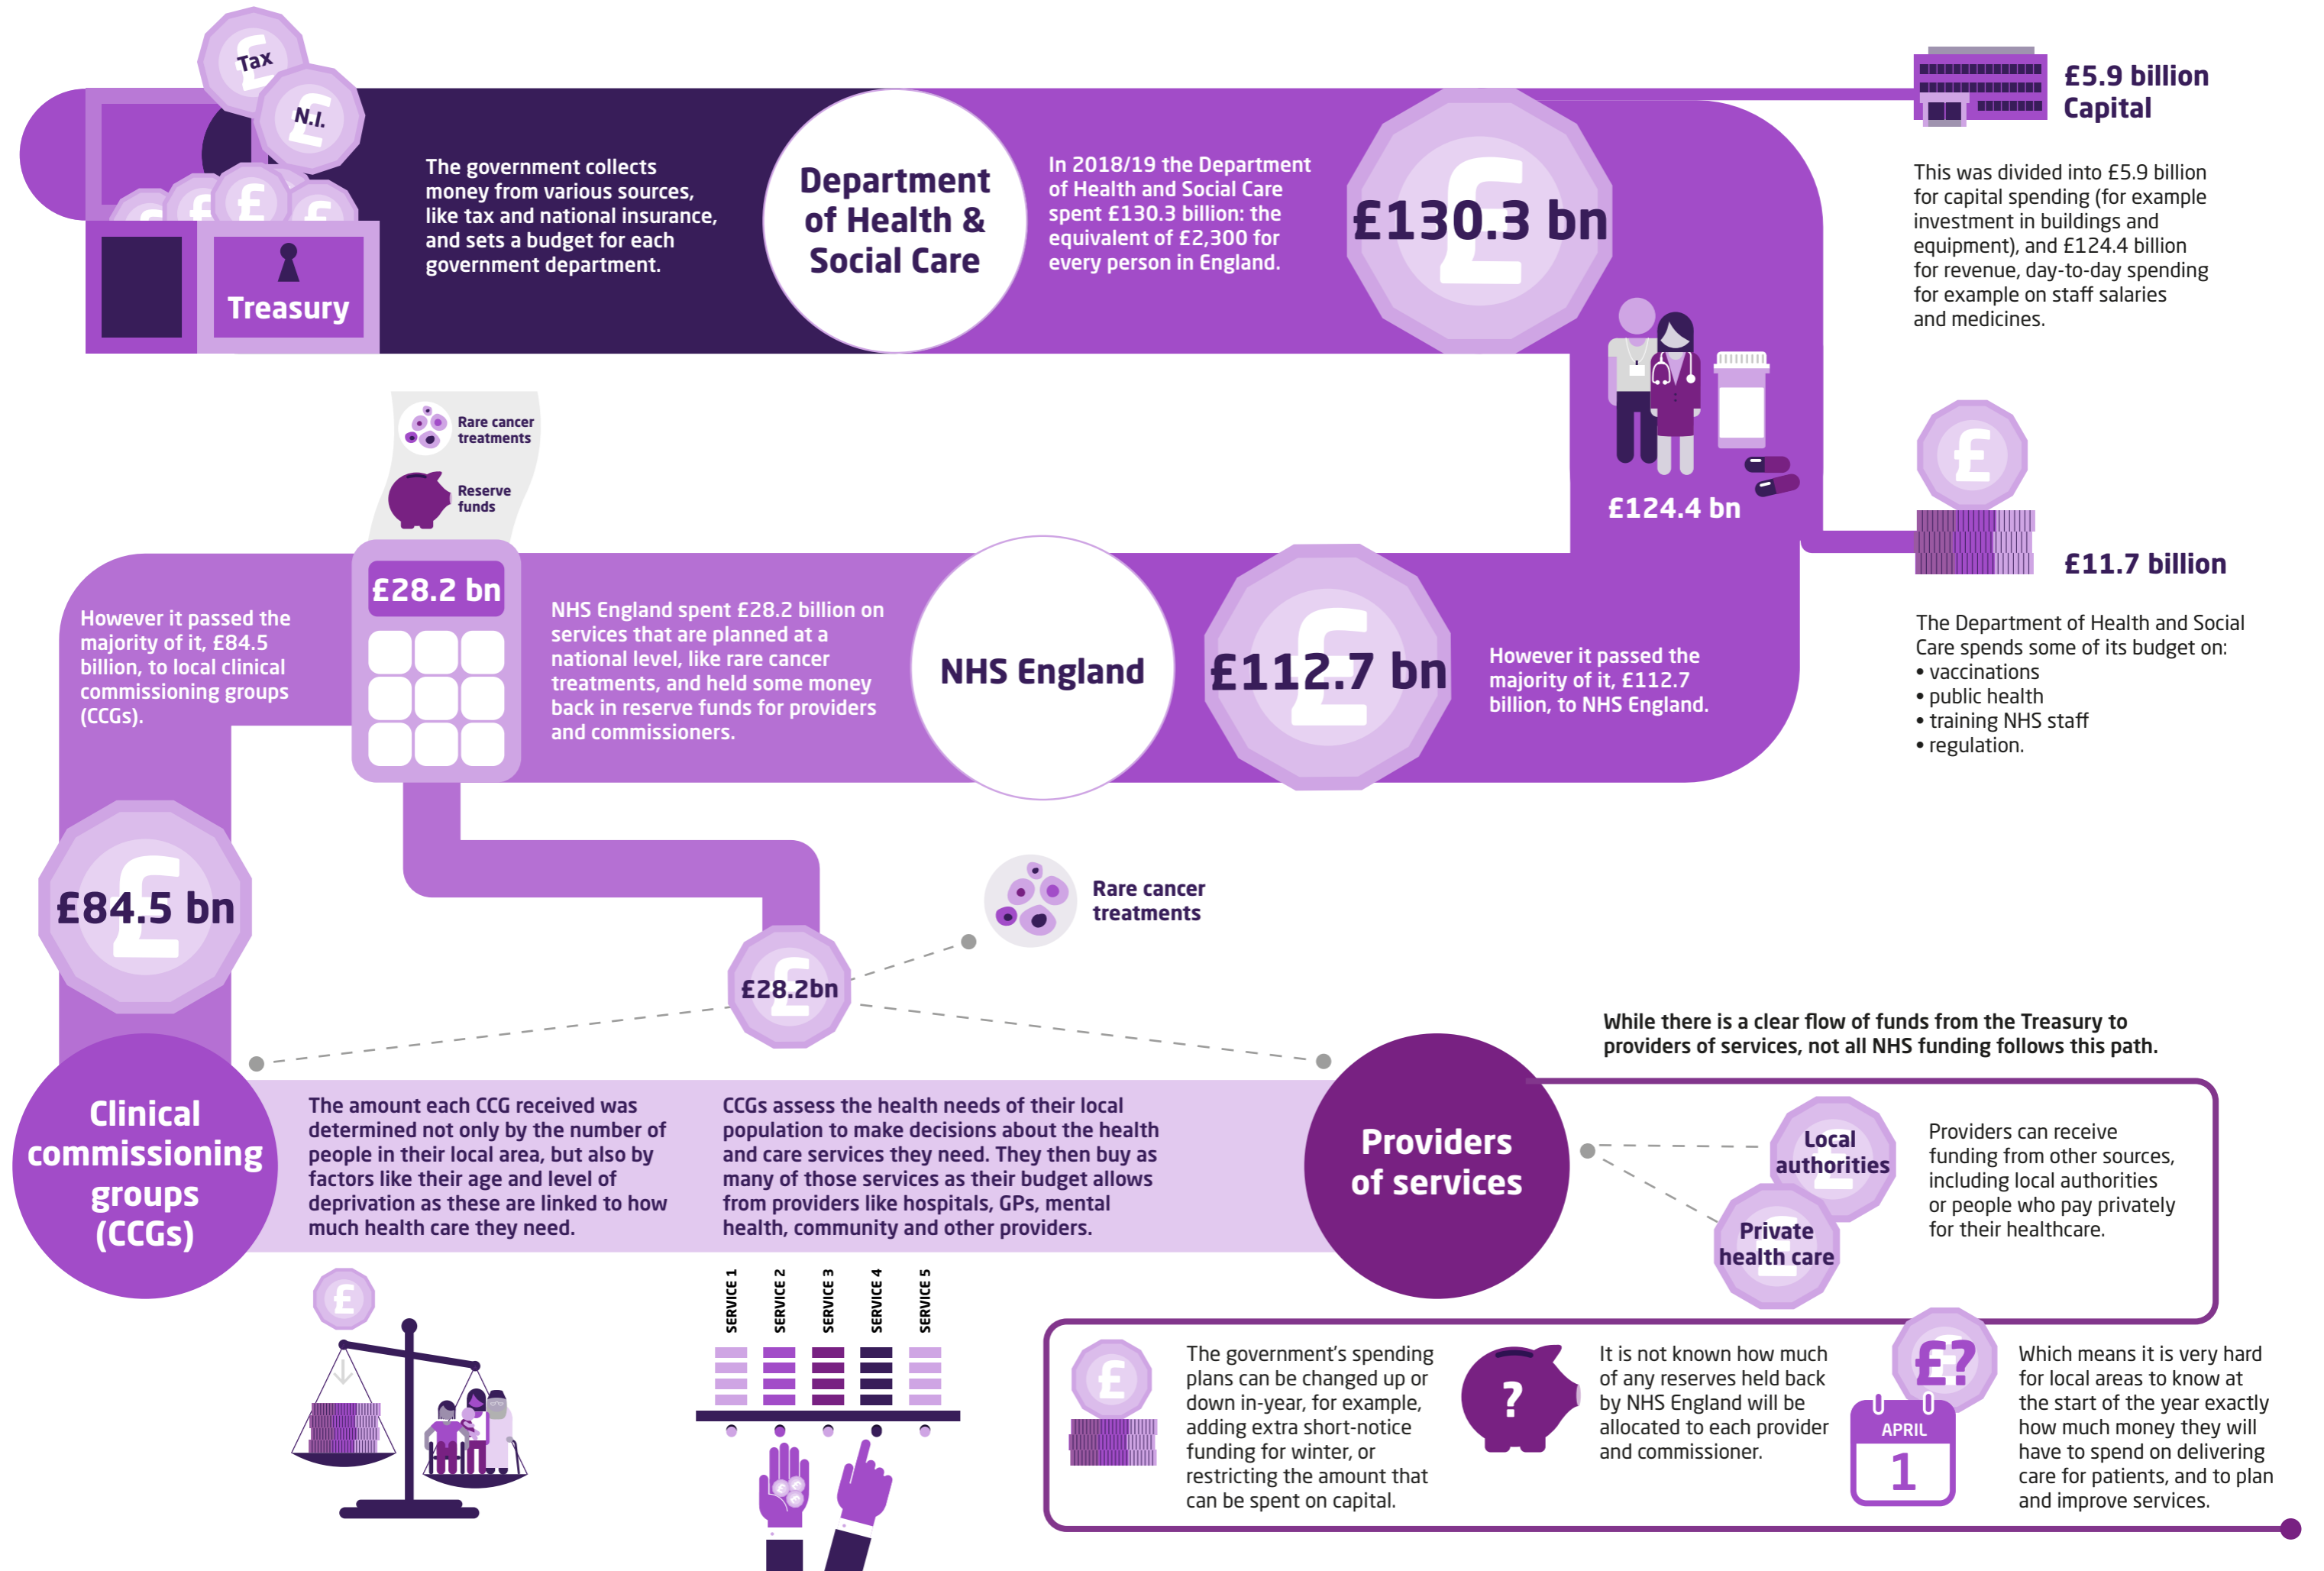 Tax
N.I.
Treasury
The government collects
money from various sources,
like tax and national insurance,
and sets a budget for each
government department.
Department
of Health &
Social Care
In 2018/19 the Department
of Health and Social Care
spent £130.3 billion: the
equivalent of £2,300 for
every person in England.
£130.3 bn
£5.9 billion
Capital
This was divided into £5.9 billion
for capital spending (for example
investment in buildings and
equipment), and £124.4 billion
for revenue, day-to-day spending
for example on staff salaries
and medicines.
£124.4 bn
£11.7 billion
The Department of Health and Social
Care spends some of its budget on:
• vaccinations
• public health
• training NHS staff
• regulation.
However it passed the
majority of it, £112.7
billion, to NHS England.
£112.7 bn
NHS England
NHS England spent £28.2 billion on
services that are planned at a
national level, like rare cancer
treatments, and held some money
back in reserve funds for providers
and commissioners.
Rare cancer
treatments
Reserve
funds
£28.2 bn
However it passed the
majority of it, £84.5
billion, to local clinical
commissioning groups
(CCGs).
£84.5 bn
£28.2bn
Rare cancer
treatments
Clinical
commissioning
groups
(CCGs)
The amount each CCG received was
determined not only by the number of
people in their local area, but also by
factors like their age and level of
deprivation as these are linked to how
much health care they need.
CCGs assess the health needs of their local
population to make decisions about the health
and care services they need. They then buy as
many of those services as their budget allows
from providers like hospitals, GPs, mental
health, community and other providers.
SERVICE 1
SERVICE 2
SERVICE 3
SERVICE 4
SERVICE 5
Providers
of services
While there is a clear flow of funds from the Treasury to
providers of services, not all NHS funding follows this path.
Local
authorities
Private
health care
Providers can receive
funding from other sources,
including local authorities
or people who pay privately
for their healthcare.
The government's spending
plans can be changed up or
down in-year, for example,
adding extra short-notice
funding for winter, or
restricting the amount that
can be spent on capital.
?
It is not known how much
of any reserves held back
by NHS England will be
allocated to each provider
and commissioner.
£?
APRIL
1
Which means it is very hard
for local areas to know at
the start of the year exactly
how much money they will
have to spend on delivering
care for patients, and to plan
and improve services.